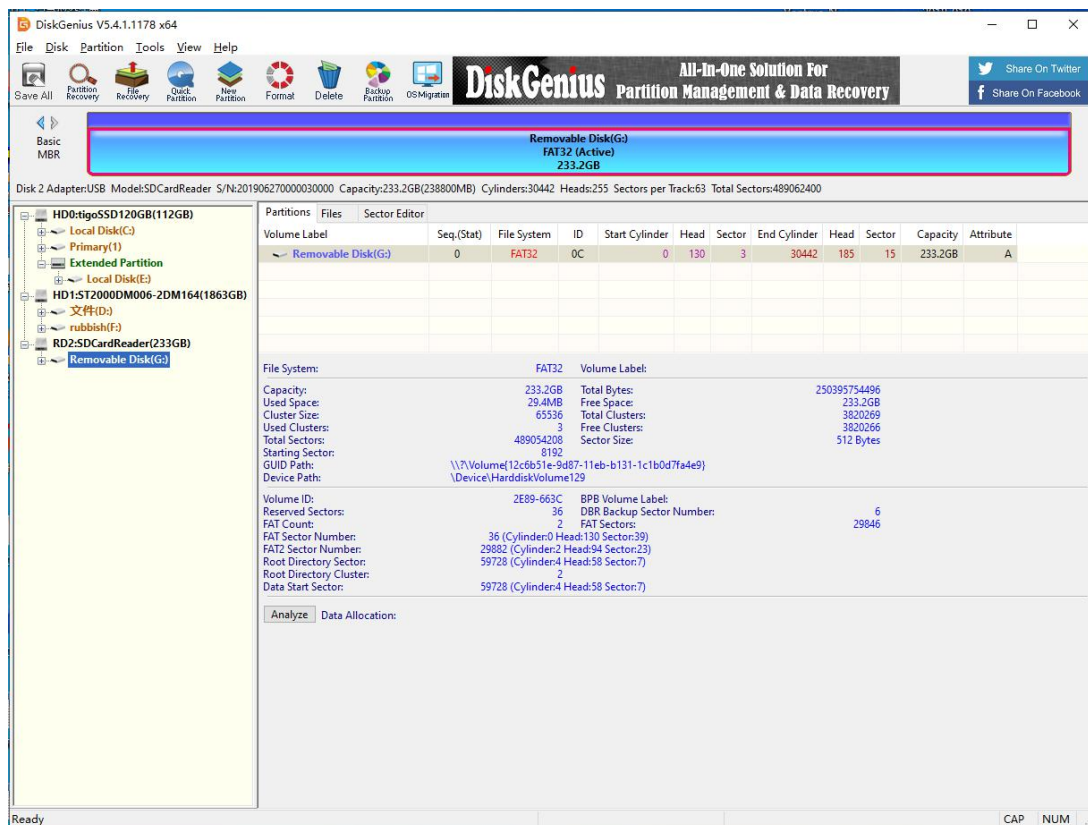 DiskGenius V5.4.1.1178 x64
File Disk Partition Tools View Help
Save All Partition Recovery File Recovery Quick Partition New Partition Format Delete Backup Partition OS Migration
DiskGenius All-In-One Solution For Partition Management & Data Recovery
Share On Twitter
Share On Facebook
Basic
MBR
Removable Disk(G:)
FAT32 (Active)
233.2GB
Disk 2 Adapter:USB Model:SDCardReader S/N:201906270000030000 Capacity:233.2GB(238800MB) Cylinders:30442 Heads:255 Sectors per Track:63 Total Sectors:489062400
HD0:tigoSSD120GB(112GB)
Local Disk(C:)
Primary(1)
Extended Partition
Local Disk(E:)
HD1:ST2000DM006-2DM164(1863GB)
文件(D:)
rubbish(F:)
RD2:SDCardReader(233GB)
Removable Disk(G:)
Partitions Files Sector Editor
Volume Label Seq.(Stat) File System ID Start Cylinder Head Sector End Cylinder Head Sector Capacity Attribute
Removable Disk(G:) 0 FAT32 0C 0 130 3 30442 185 15 233.2GB A
File System: FAT32 Volume Label:
Capacity: 233.2GB Total Bytes: 250395754496
Used Space: 29.4MB Free Space: 233.2GB
Cluster Size: 65536 Total Clusters: 3820269
Used Clusters: 3 Free Clusters: 3820266
Total Sectors: 489054208 Sector Size: 512 Bytes
Starting Sector: 8192
GUID Path: \\?\Volume{12c6b51e-9d87-11eb-b131-1c1b0d7fa4e9}
Device Path: \Device\HarddiskVolume129
Volume ID: 2E89-663C BPB Volume Label:
Reserved Sectors: 36 DBR Backup Sector Number: 6
FAT Count: 2 FAT Sectors: 29846
FAT Sector Number: 36 (Cylinder:0 Head:130 Sector:39)
FAT2 Sector Number: 29882 (Cylinder:2 Head:94 Sector:23)
Root Directory Sector: 59728 (Cylinder:4 Head:58 Sector:7)
Root Directory Cluster: 2
Data Start Sector: 59728 (Cylinder:4 Head:58 Sector:7)
Analyze Data Allocation:
Ready CAP NUM